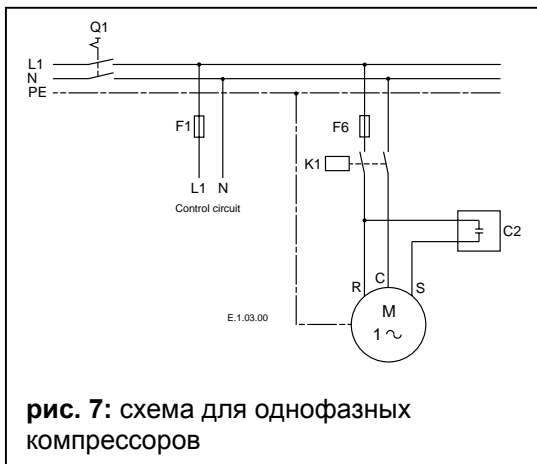 Q1
L1
N
PE
F1
F6
K1
L1 N
Control circuit
C2
R C S
M
1 ~
E.1.03.00
рис. 7: схема для однофазных
компрессоров